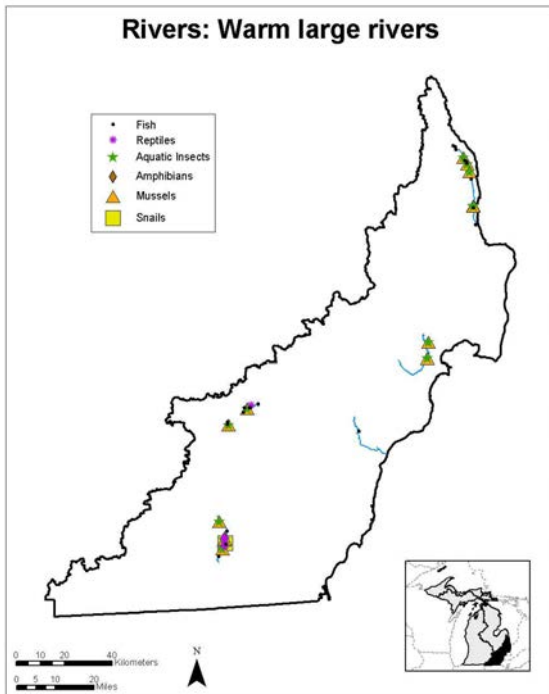 Rivers: Warm large rivers
Fish
Reptiles
Aquatic Insects
Amphibians
Mussels
Snails
N
0 5 10 20 40
Kilometers
0 5 10 20
Miles